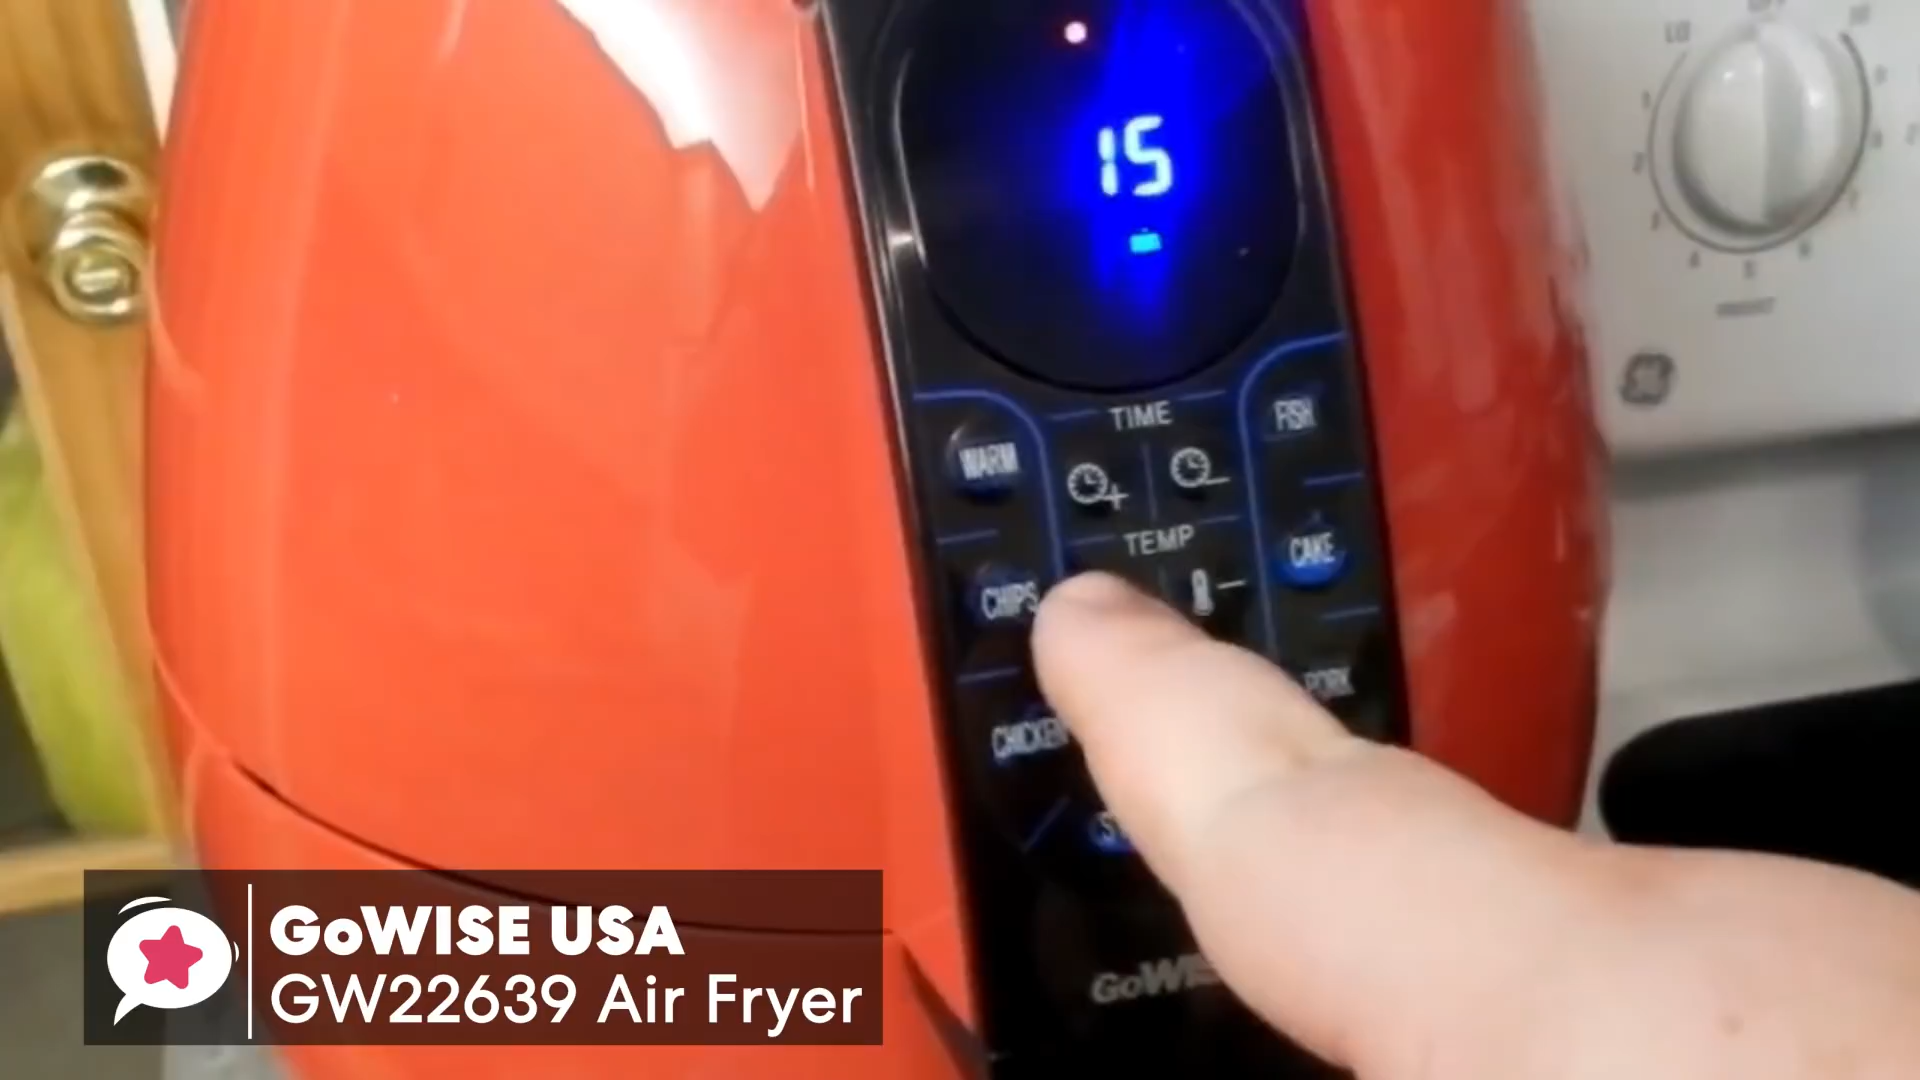 15
TIME
FISH
WARM
TEMP
CAKE
CHIPS
PORK
CHICKEN
GoWISE USA
GW22639 Air Fryer